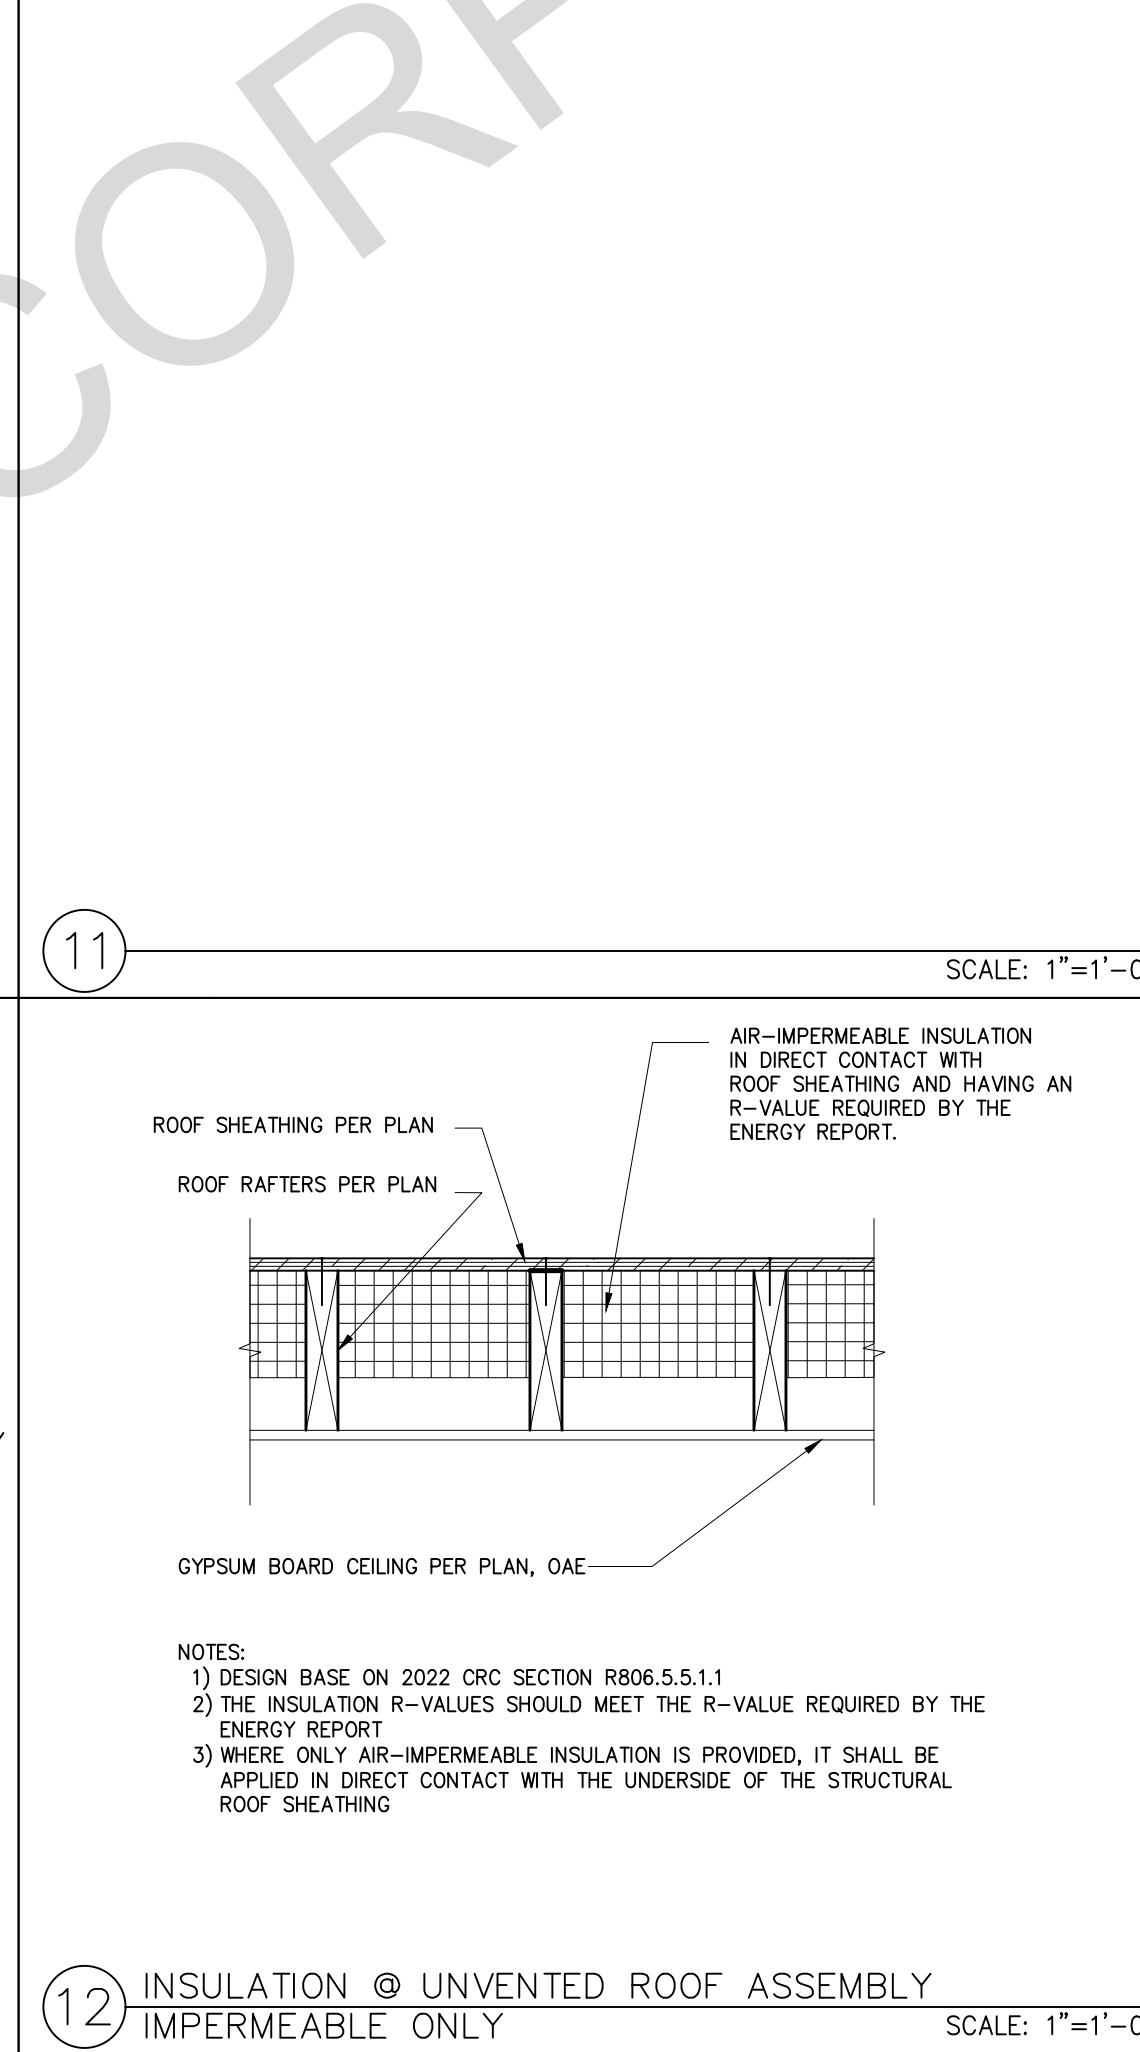 COR
11
SCALE: 1"=1'-0
AIR-IMPERMEABLE INSULATION
IN DIRECT CONTACT WITH
ROOF SHEATHING AND HAVING AN
R-VALUE REQUIRED BY THE
ENERGY REPORT.
ROOF SHEATHING PER PLAN
ROOF RAFTERS PER PLAN
GYPSUM BOARD CEILING PER PLAN, OAE
NOTES:
1) DESIGN BASE ON 2022 CRC SECTION R806.5.5.1.1
2) THE INSULATION R-VALUES SHOULD MEET THE R-VALUE REQUIRED BY THE
ENERGY REPORT
3) WHERE ONLY AIR-IMPERMEABLE INSULATION IS PROVIDED, IT SHALL BE
APPLIED IN DIRECT CONTACT WITH THE UNDERSIDE OF THE STRUCTURAL
ROOF SHEATHING
12 INSULATION @ UNVENTED ROOF ASSEMBLY
IMPERMEABLE ONLY
SCALE: 1"=1'-0